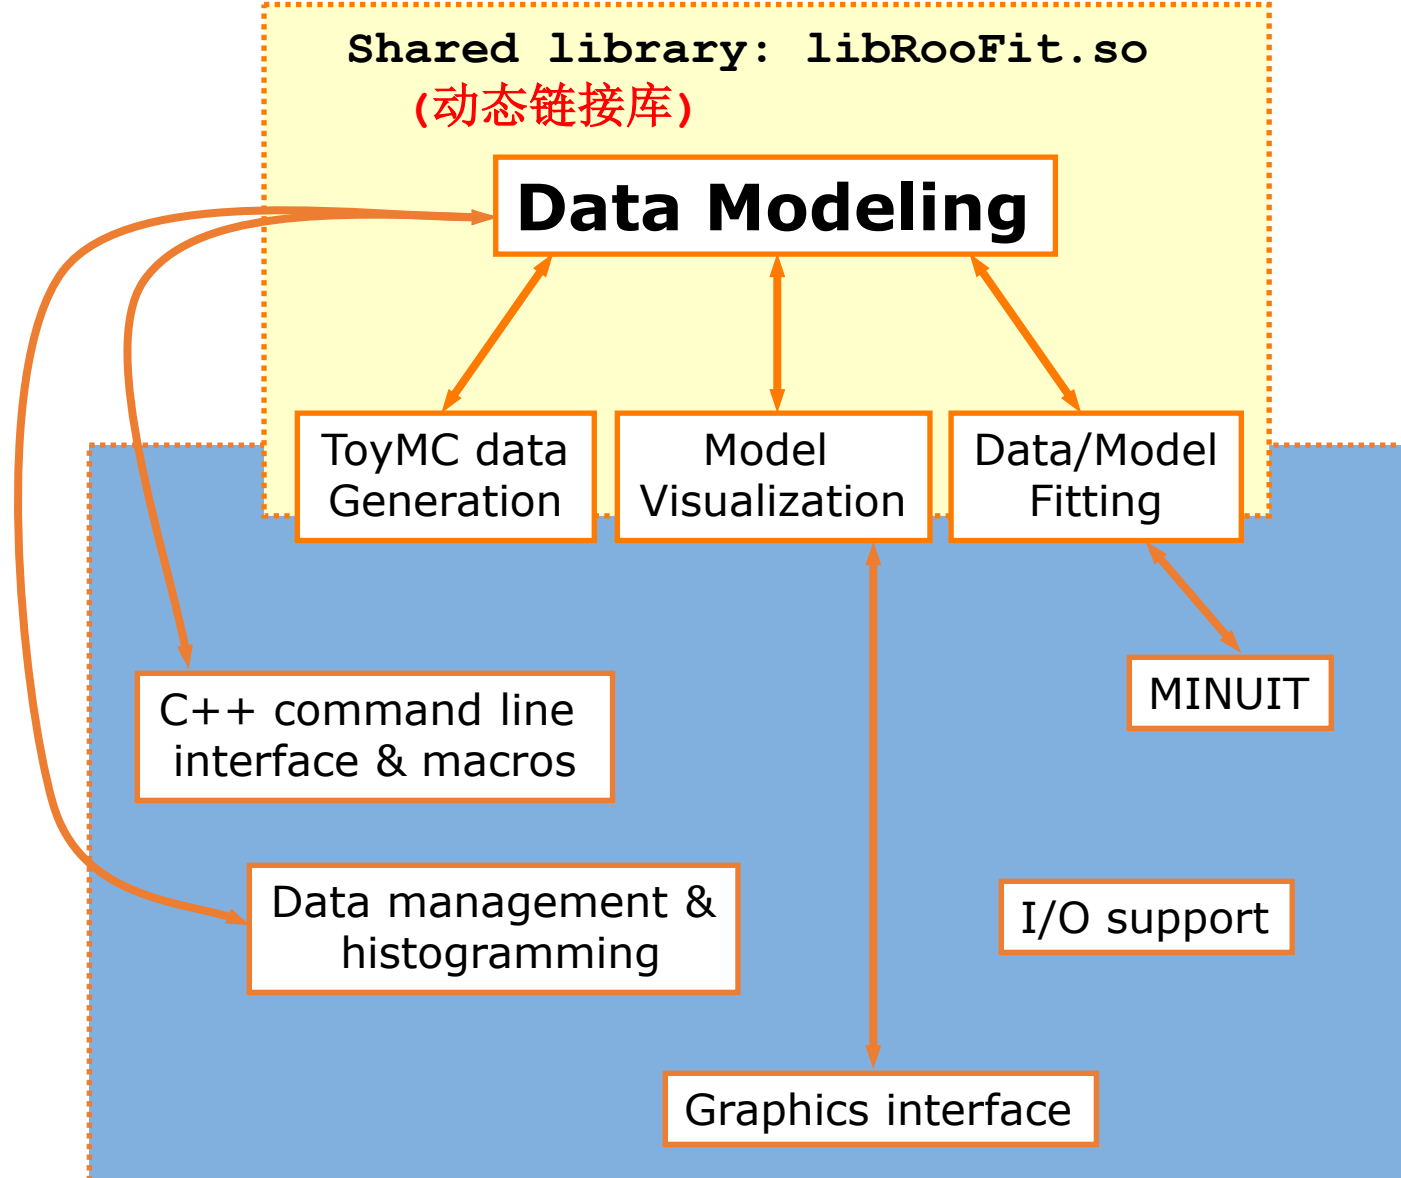 Shared library: libRooFit.so
(动态链接库)
Data Modeling
ToyMC data
Generation
Model
Visualization
Data/Model
Fitting
MINUIT
C++ command line
interface & macros
Data management &
histogramming
I/O support
Graphics interface